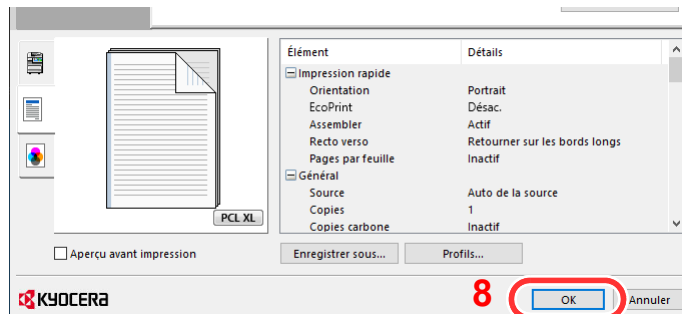 Élément Détails
Impression rapide
Orientation Portrait
EcoPrint Désac.
Assembler Actif
Recto verso Retourner sur les bords longs
Pages par feuille Inactif
Général
Source Auto de la source
Copies 1
Copies carbone Inactif
PCL XL
Aperçu avant impression Enregistrer sous... Profils...
KYOCERA 8 OK Annuler